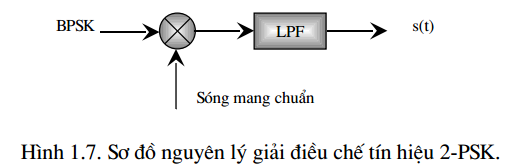 BPSK
LPF
s(t)
Sóng mang chuẩn
Hình 1.7. Sơ đồ nguyên lý giải điều chế tín hiệu 2-PSK.